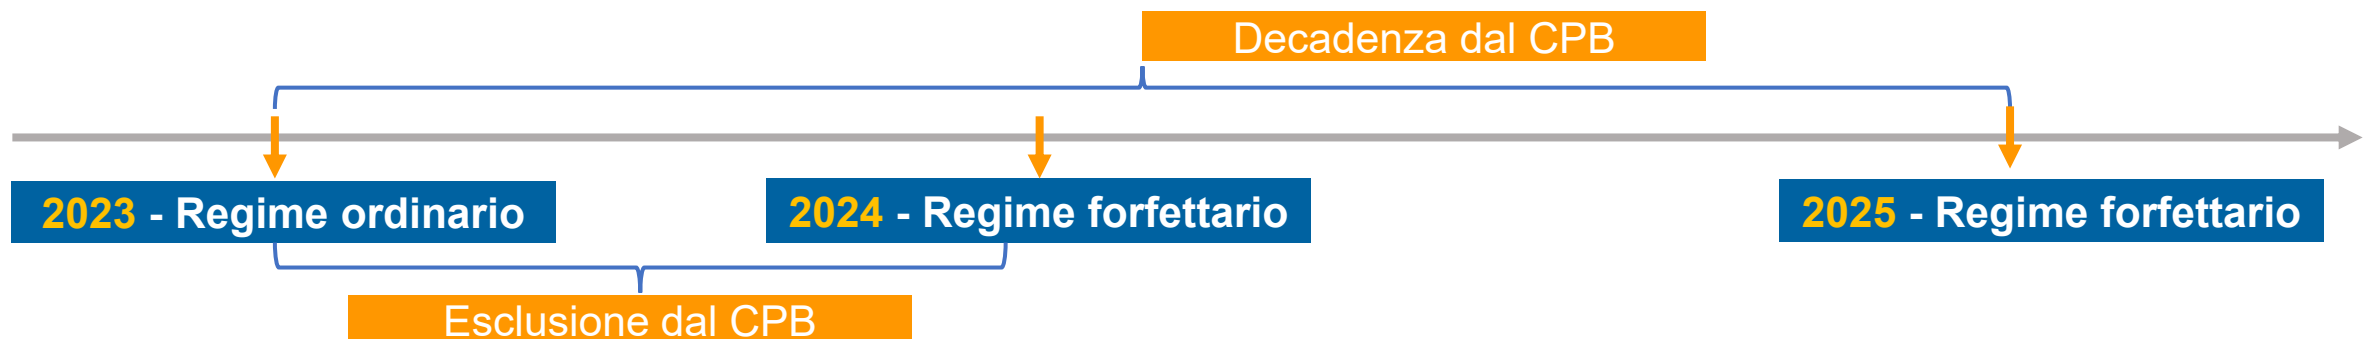 Decadenza dal CPB
2023 - Regime ordinario
2024 - Regime forfettario
2025 - Regime forfettario
Esclusione dal CPB